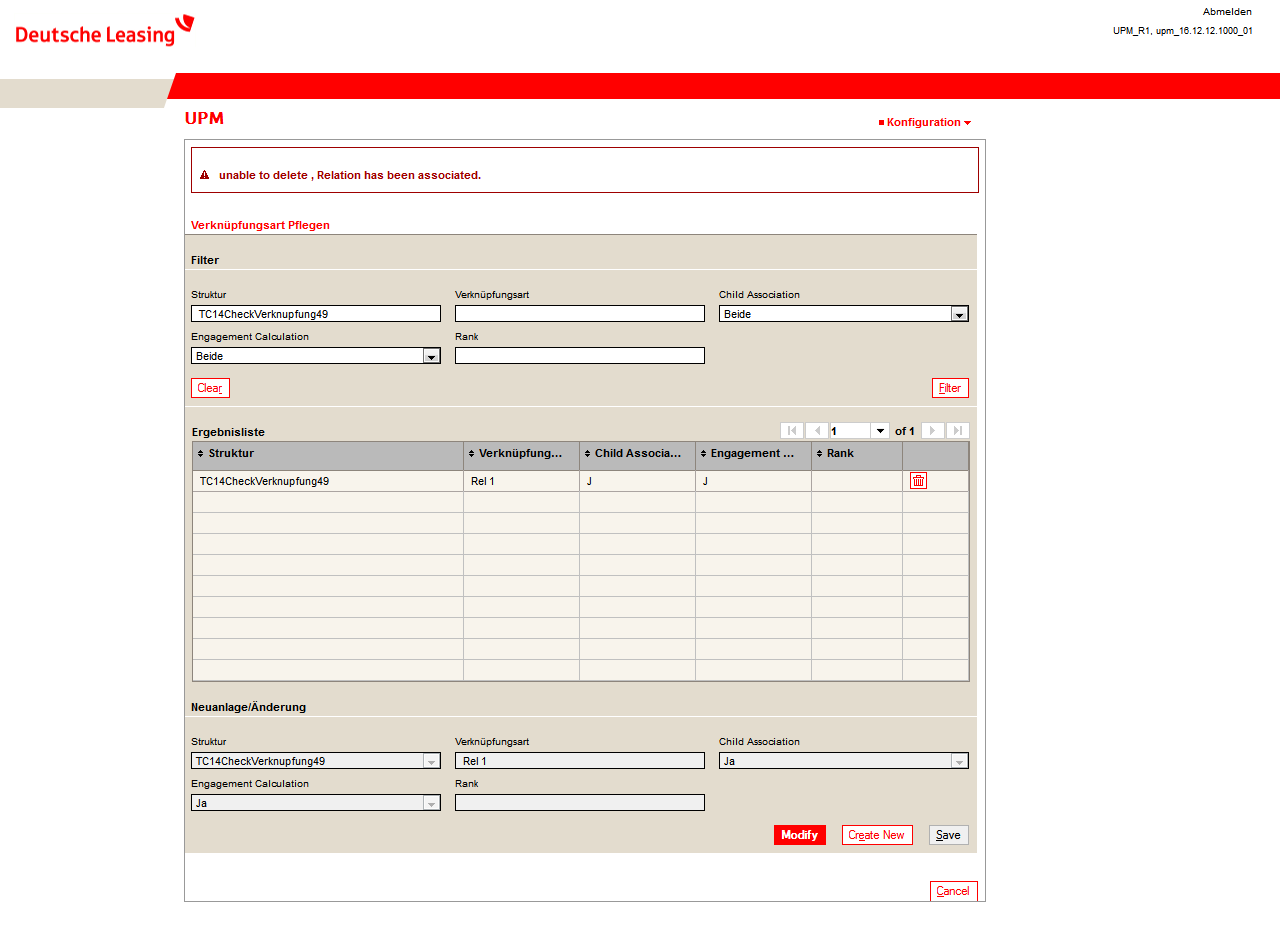 Abmelden
Deutsche Leasing
UPM_R1, upm_16.12.12.1000_01
UPM
Konfiguration
unable to delete , Relation has been associated.
Verknüpfungsart Pflegen
Filter
Struktur Verknüpfungsart Child Association
TC14CheckVerknupfung49 Beide
Engagement Calculation Rank
Beide
Clear Filter
Ergebnisliste 1 of 1
Struktur Verknüpfung... Child Associa... Engagement ... Rank
TC14CheckVerknupfung49 Rel 1 J J
Neuanlage/Änderung
Struktur Verknüpfungsart Child Association
TC14CheckVerknupfung49 Rel 1 Ja
Engagement Calculation Rank
Ja
Modify Create New Save
Cancel